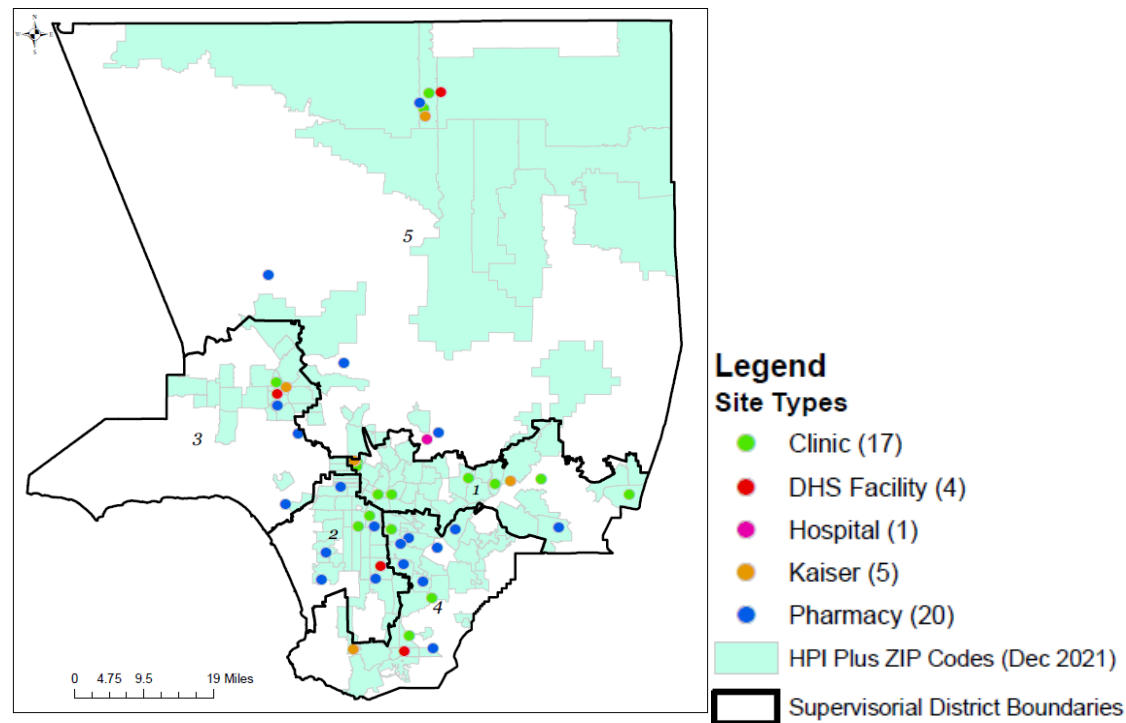 N
W E
S
5
3
1
2
4
0 4.75 9.5 19 Miles
Legend
Site Types
Clinic (17)
DHS Facility (4)
Hospital (1)
Kaiser (5)
Pharmacy (20)
HPI Plus ZIP Codes (Dec 2021)
Supervisorial District Boundaries